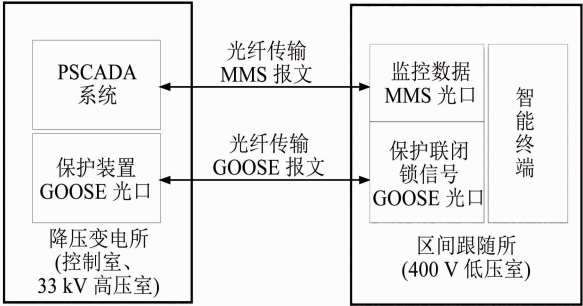 PSCADA
系统
保护装置
GOOSE 光口
降压变电所
(控制室、
33 kV 高压室)
光纤传输
MMS 报文
光纤传输
GOOSE 报文
监控数据
MMS 光口
保护联闭
锁信号
GOOSE 光口
智能终端
区间跟随所
(400 V 低压室)